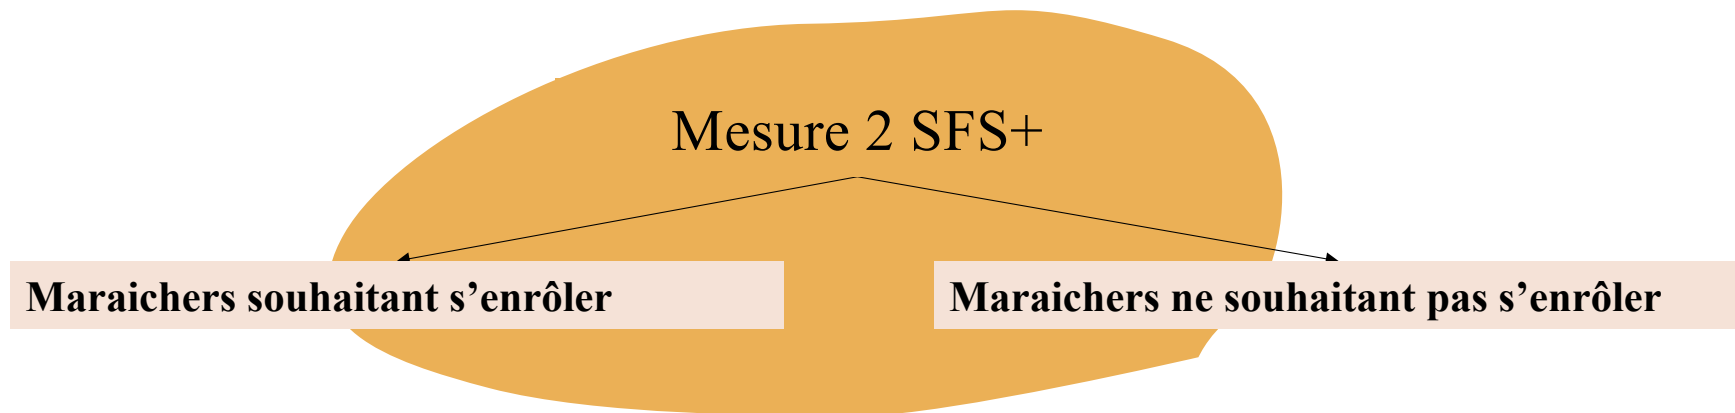 Mesure 2 SFS+
Maraichers souhaitant s’enrôler
Maraichers ne souhaitant pas s’enrôler